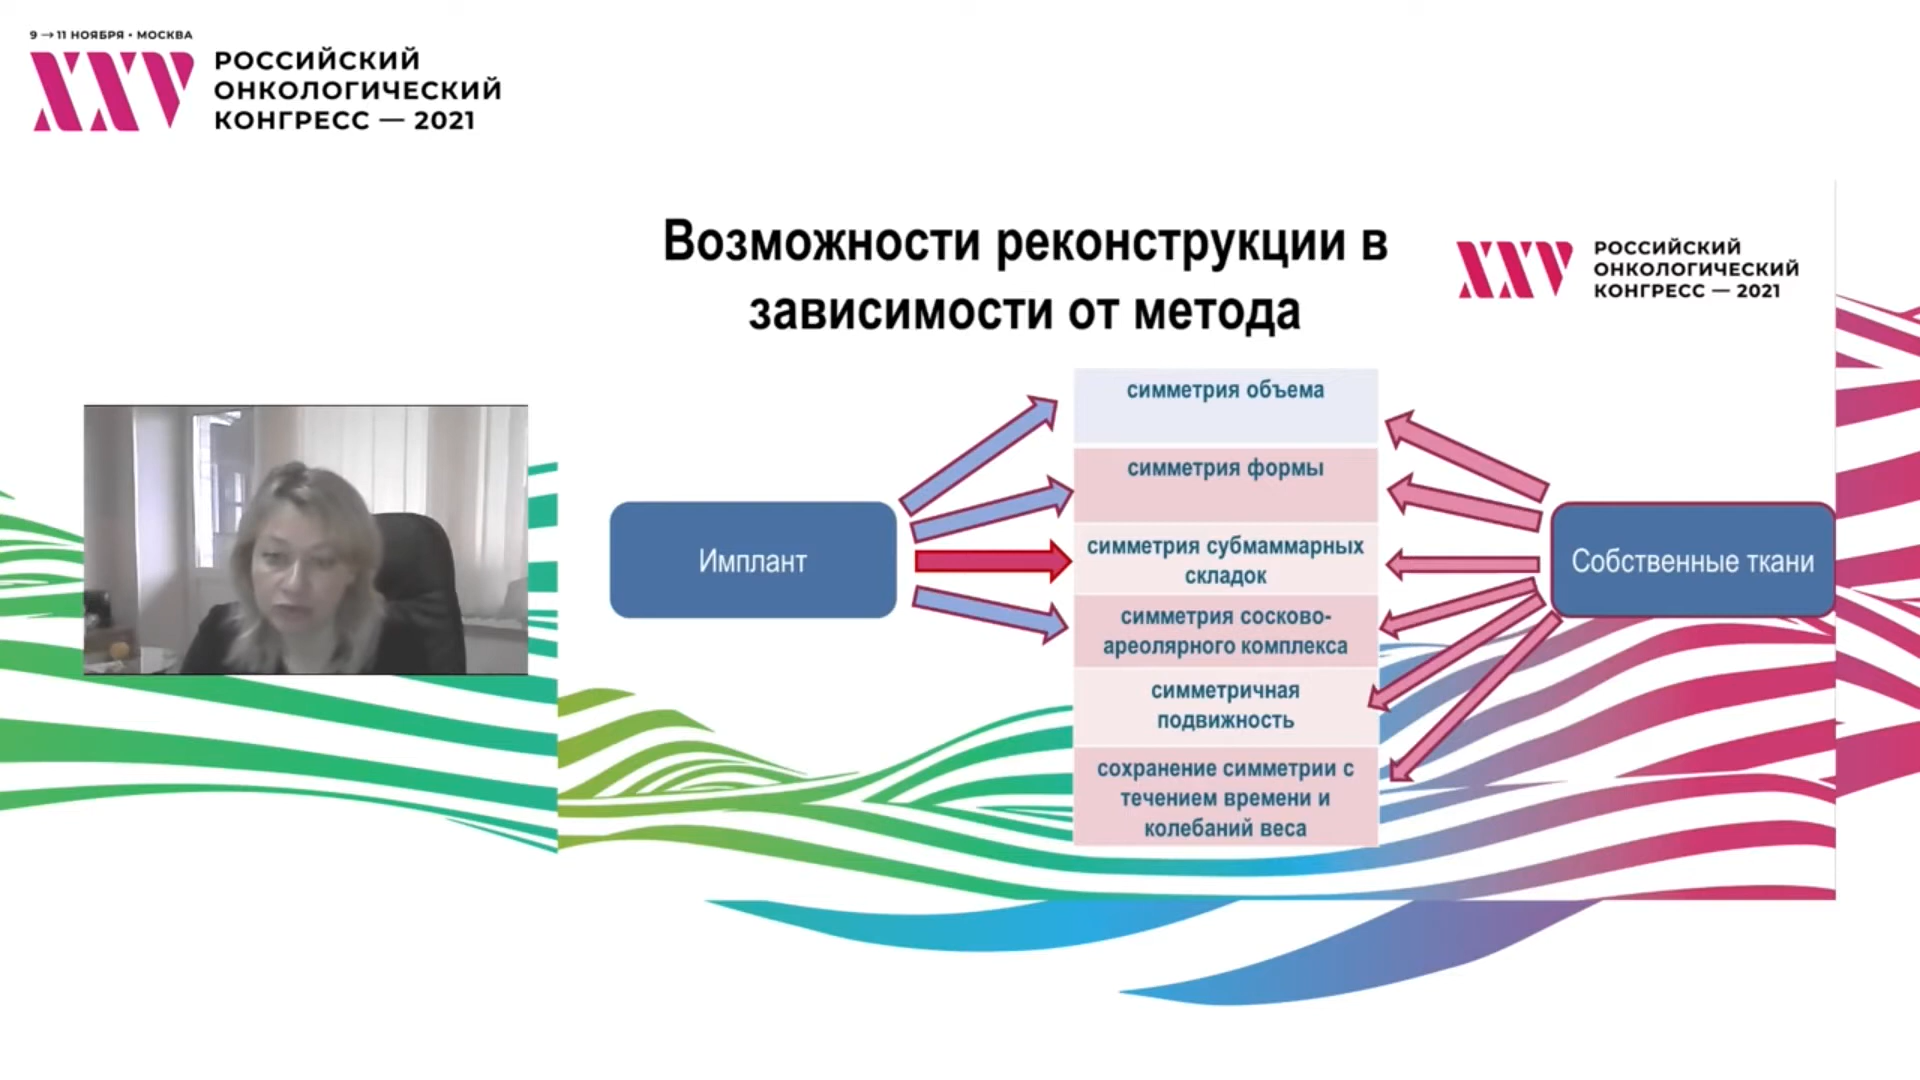 9 → 11 НОЯБРЯ • МОСКВА
XXV
РОССИЙСКИЙ
ОНКОЛОГИЧЕСКИЙ
КОНГРЕСС — 2021
Возможности реконструкции в
зависимости от метода
XXV
РОССИЙСКИЙ
ОНКОЛОГИЧЕСКИЙ
КОНГРЕСС — 2021
Имплант
симметрия объема
симметрия формы
симметрия субмаммарных
складок
симметрия сосково-
ареолярного комплекса
симметричная
подвижность
сохранение симметрии с
течением времени и
колебаний веса
Собственные ткани